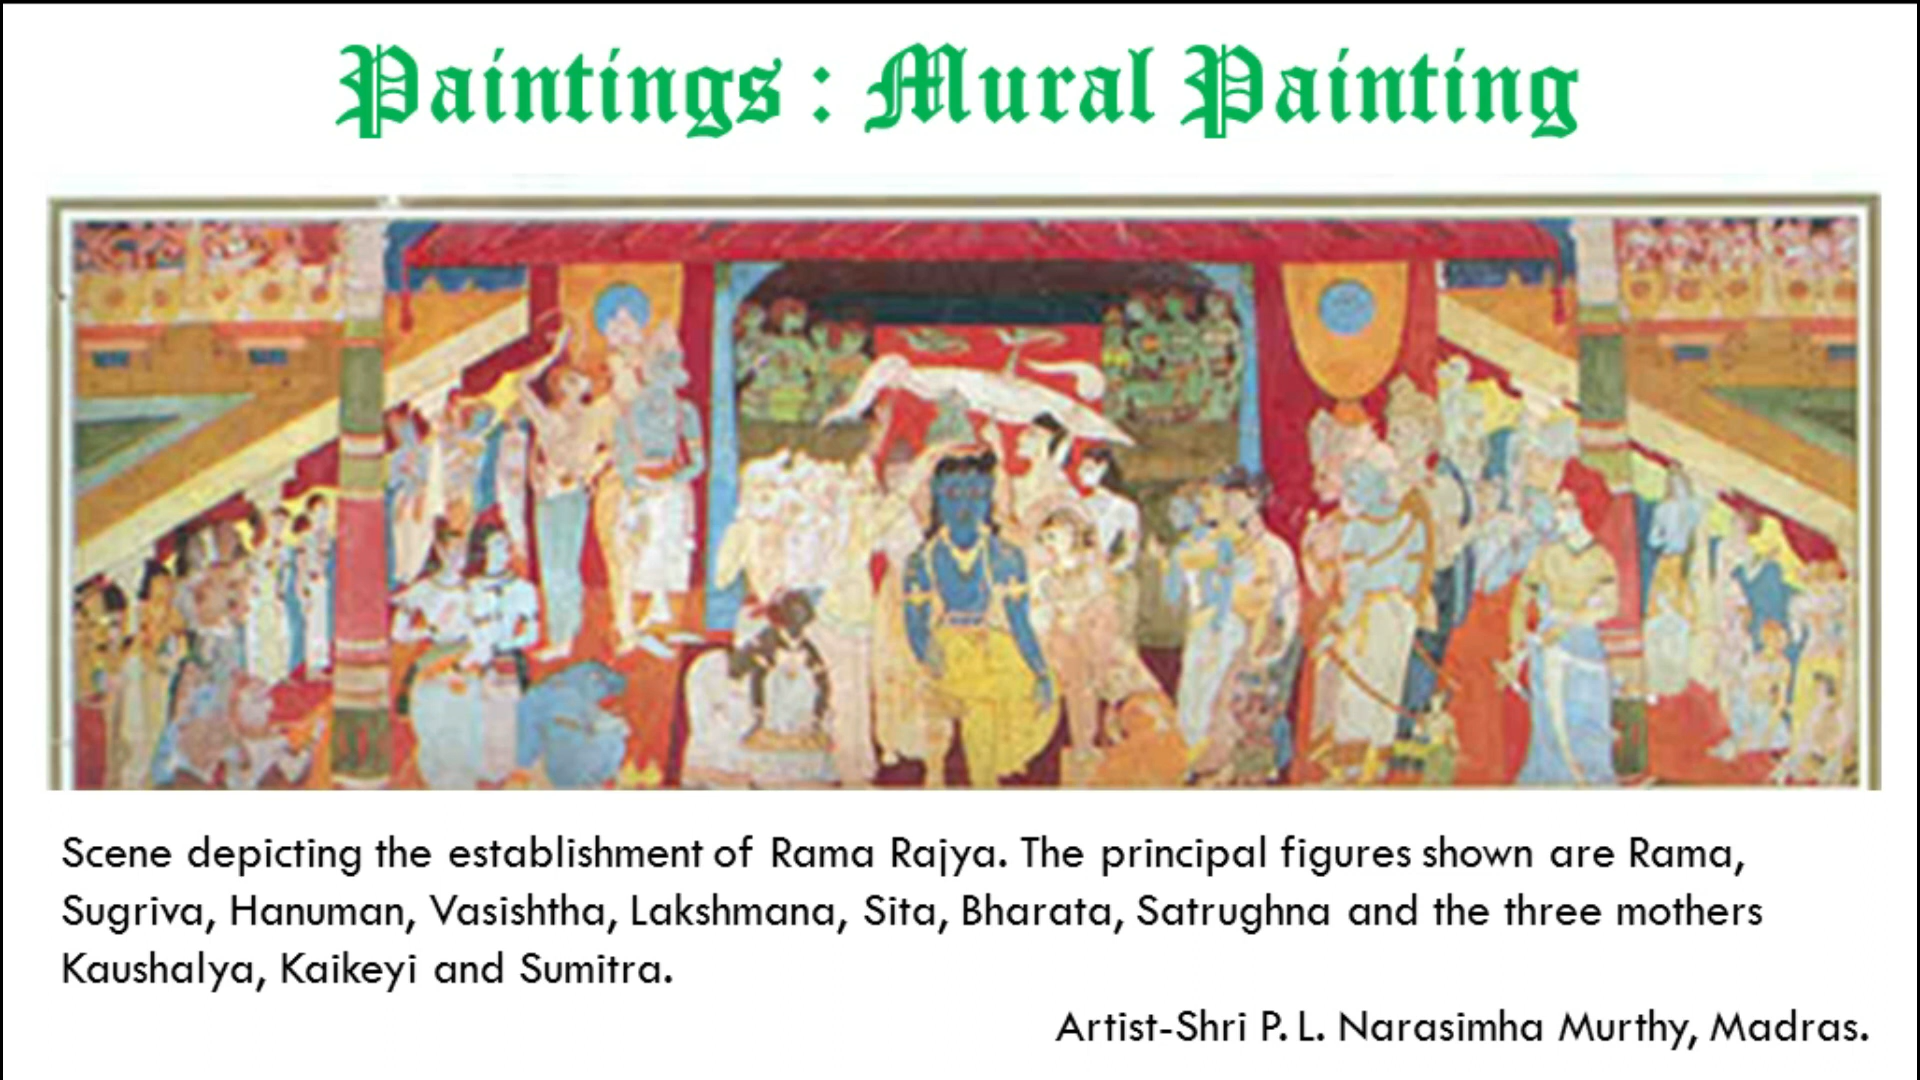 Paintings : Mural Painting
Scene depicting the establishment of Rama Rajya. The principal figures shown are Rama,
Sugriva, Hanuman, Vasishtha, Lakshmana, Sita, Bharata, Satrughna and the three mothers
Kaushalya, Kaikeyi and Sumitra.
Artist-Shri P. L. Narasimha Murthy, Madras.